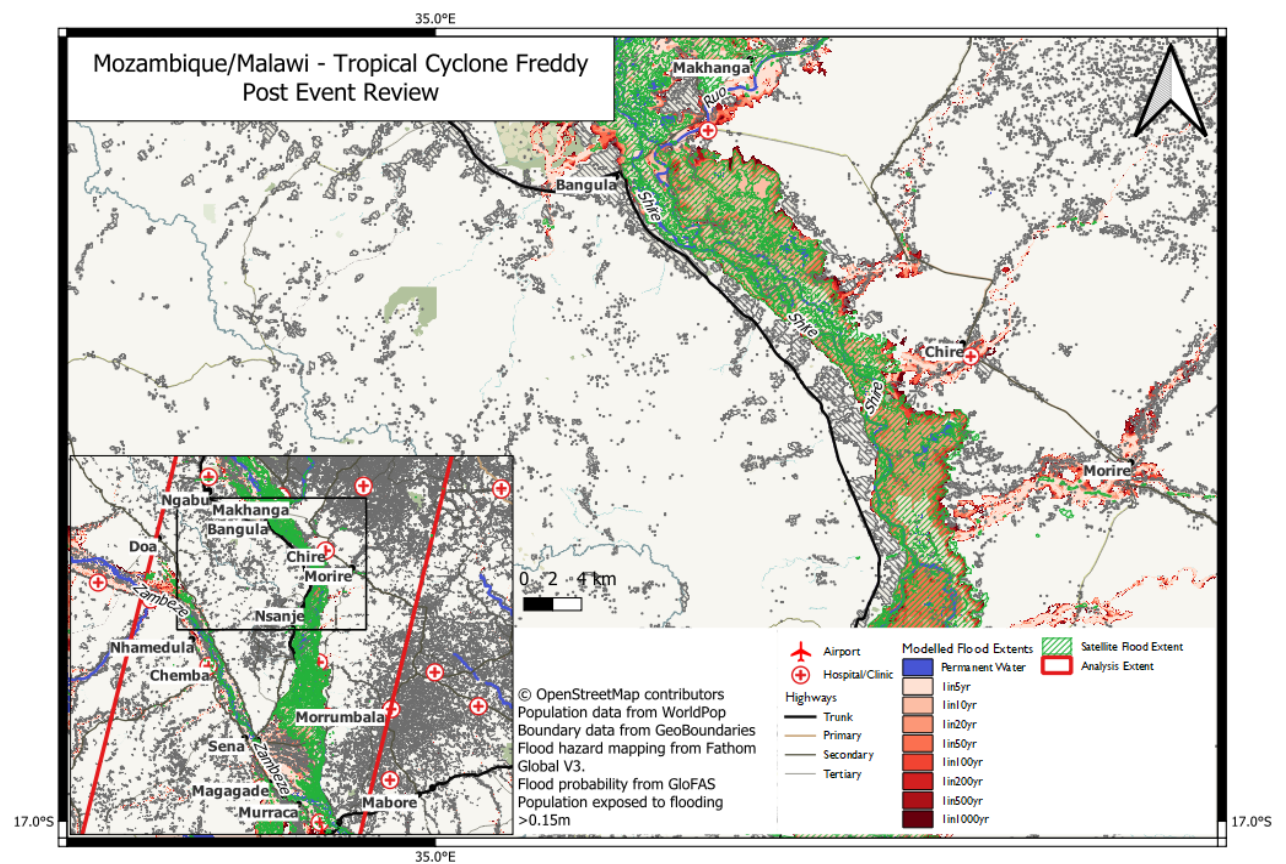 35.0°E
Mozambique/Malawi - Tropical Cyclone Freddy
Post Event Review
Makhanga
Ruo
Bangula
Shire
Shire
Chire
Shire
Morire
Ngabu
Makhanga
Bangula
Doa
Chire
Morire
Zambeze
Nsanje
Nhamedula
Chemba
Morrumbala
Sena
Zambeze
Magagade
Mabore
Murraca
0 2 4 km
© OpenStreetMap contributors
Population data from WorldPop
Boundary data from GeoBoundaries
Flood hazard mapping from Fathom
Global V3.
Flood probability from GloFAS
Population exposed to flooding
>0.15m
Airport
Hospital/Clinic
Highways
Trunk
Primary
Secondary
Tertiary
Modelled Flood Extents
Permanent Water
1in5yr
1in10yr
1in20yr
1in50yr
1in100yr
1in200yr
1in500yr
1in1000yr
Satellite Flood Extent
Analysis Extent
17.0°S
17.0°S
35.0°E